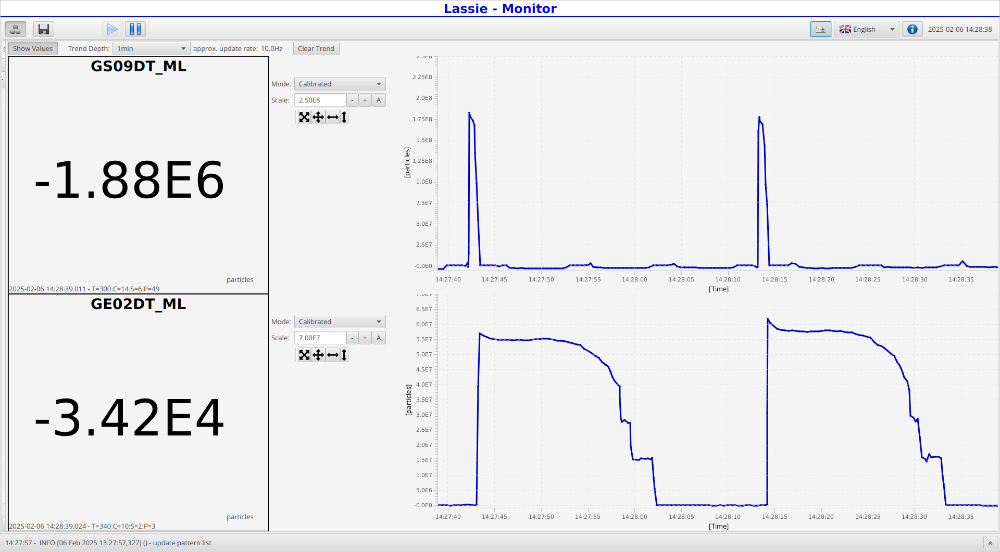 Lassie - Monitor
English
2025-02-06 14:28:38
Show Values
Trend Depth:
1min
approx. update rate: 10.0Hz
Clear Trend
GS09DT_ML
-1.88E6
particles
2025-02-06 14:28:39.011 - T=300:C=14:S=6:P=49
Mode:
Calibrated
Scale:
2.50E8
-
+
A
2.5E8
2.25E8
2.0E8
1.75E8
1.5E8
1.25E8
1.0E8
7.5E7
5.0E7
2.5E7
-0.0E0
[particles]
14:27:40 14:27:45 14:27:50 14:27:55 14:28:00 14:28:05 14:28:10 14:28:15 14:28:20 14:28:25 14:28:30 14:28:35
[Time]
GE02DT_ML
-3.42E4
particles
2025-02-06 14:28:39.024 - T=340:C=10:S=2:P=3
Mode:
Calibrated
Scale:
7.00E7
-
+
A
7.0E7
6.5E7
6.0E7
5.5E7
5.0E7
4.5E7
4.0E7
3.5E7
3.0E7
2.5E7
2.0E7
1.5E7
1.0E7
5.0E6
-0.0E0
[particles]
14:27:40 14:27:45 14:27:50 14:27:55 14:28:00 14:28:05 14:28:10 14:28:15 14:28:20 14:28:25 14:28:30 14:28:35
[Time]
14:27:57 - INFO [06 Feb 2025 13:27:57,327] () - update pattern list